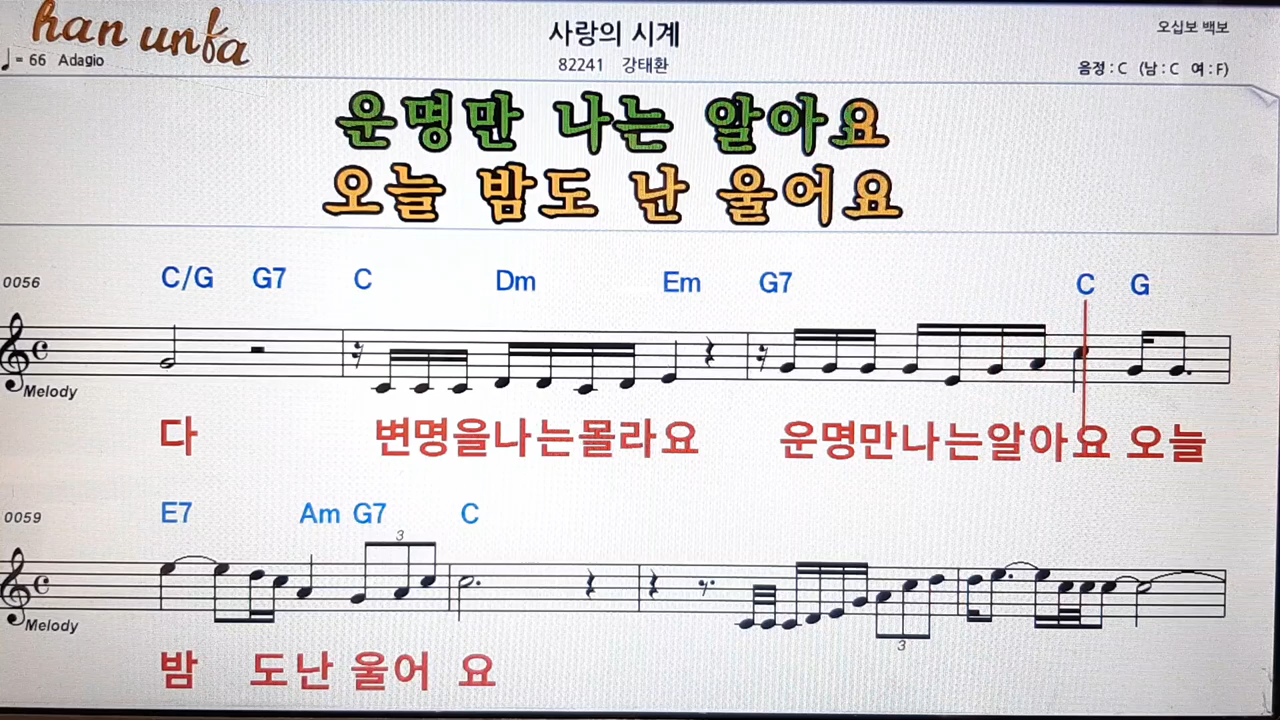 han unfa
사랑의 시계
오십보 백보
♩= 66 Adagio
82241 강태환
음정 : C (남 : C 여 : F)
운명만 나는 알아요
오늘 밤도 난 울어요
0056 C/G G7 C Dm Em G7 C G
Melody
다 변명을나는몰라요 운명만나는알아요 오늘
0059 E7 Am G7 C
3
Melody
3
밤 도난 울어 요